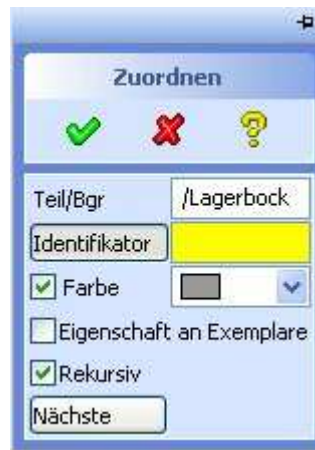 Zuordnen
Teil/Bgr /Lagerbock
Identifikator
Farbe
Eigenschaft an Exemplare
Rekursiv
Nächste